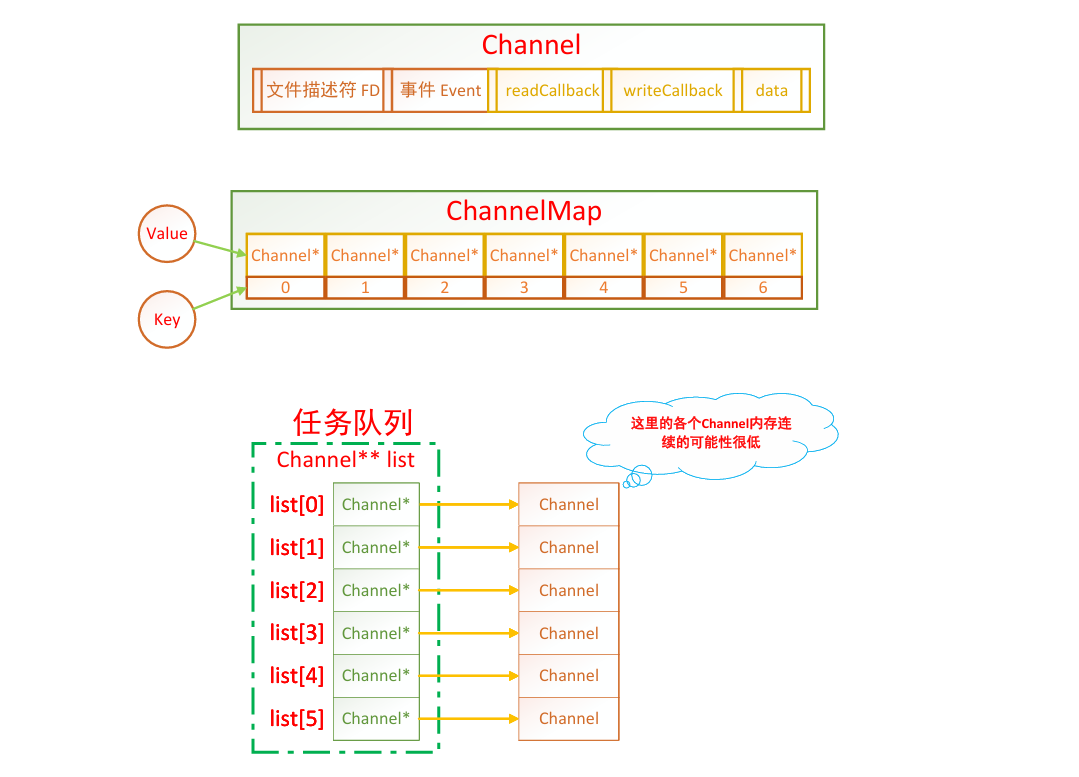 Channel
文件描述符 FD 事件 Event readCallback writeCallback data
ChannelMap
Value
Channel* Channel* Channel* Channel* Channel* Channel* Channel*
0 1 2 3 4 5 6
Key
任务队列
Channel** list
这里的各个Channel内存连
续的可能性很低
list[0] Channel* Channel
list[1] Channel* Channel
list[2] Channel* Channel
list[3] Channel* Channel
list[4] Channel* Channel
list[5] Channel* Channel